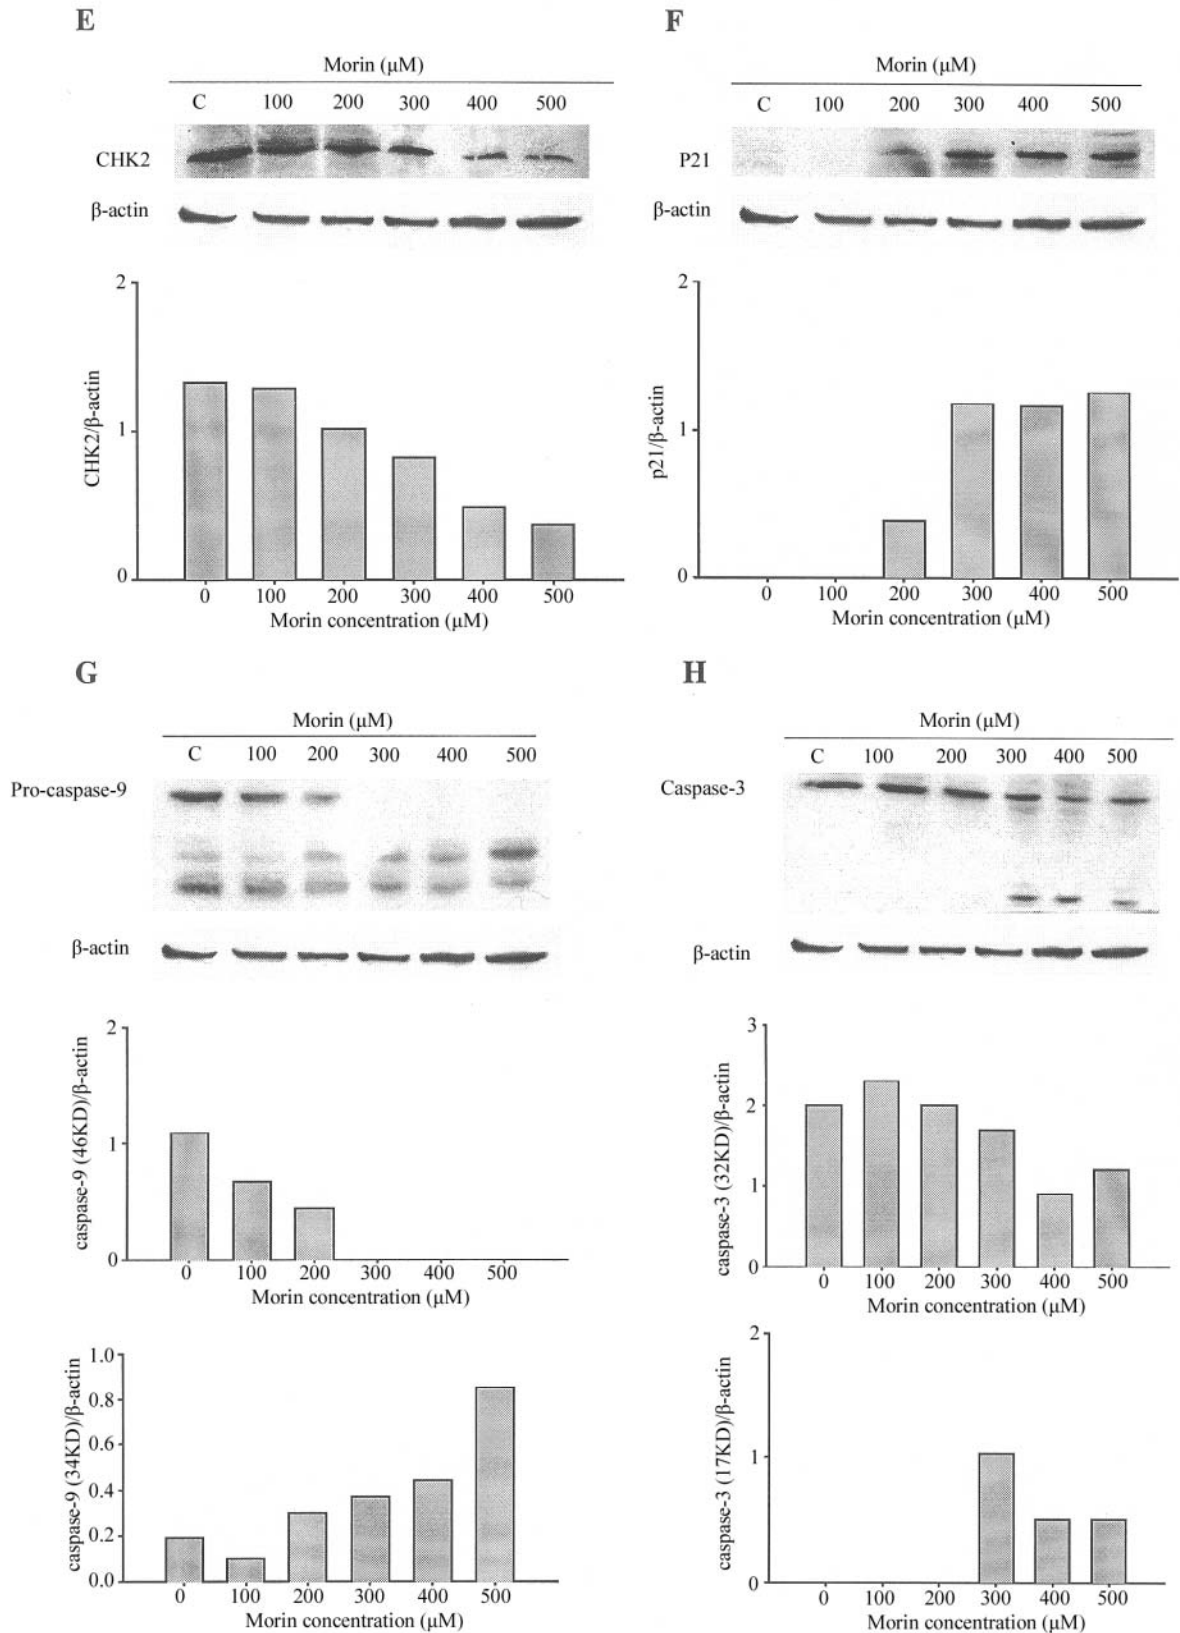 E
Morin (μM)
C 100 200 300 400 500
CHK2
β-actin
2
1
0
CHK2/β-actin
0 100 200 300 400 500
Morin concentration (μM)
F
Morin (μM)
C 100 200 300 400 500
P21
β-actin
2
1
0
p21/β-actin
0 100 200 300 400 500
Morin concentration (μM)
G
Morin (μM)
C 100 200 300 400 500
Pro-caspase-9
β-actin
2
1
0
caspase-9 (46KD)/β-actin
0 100 200 300 400 500
Morin concentration (μM)
1.0
0.8
0.6
0.4
0.2
0.0
caspase-9 (34KD)/β-actin
0 100 200 300 400 500
Morin concentration (μM)
H
Morin (μM)
C 100 200 300 400 500
Caspase-3
β-actin
3
2
1
0
caspase-3 (32KD)/β-actin
0 100 200 300 400 500
Morin concentration (μM)
2
1
0
caspase-3 (17KD)/β-actin
0 100 200 300 400 500
Morin concentration (μM)